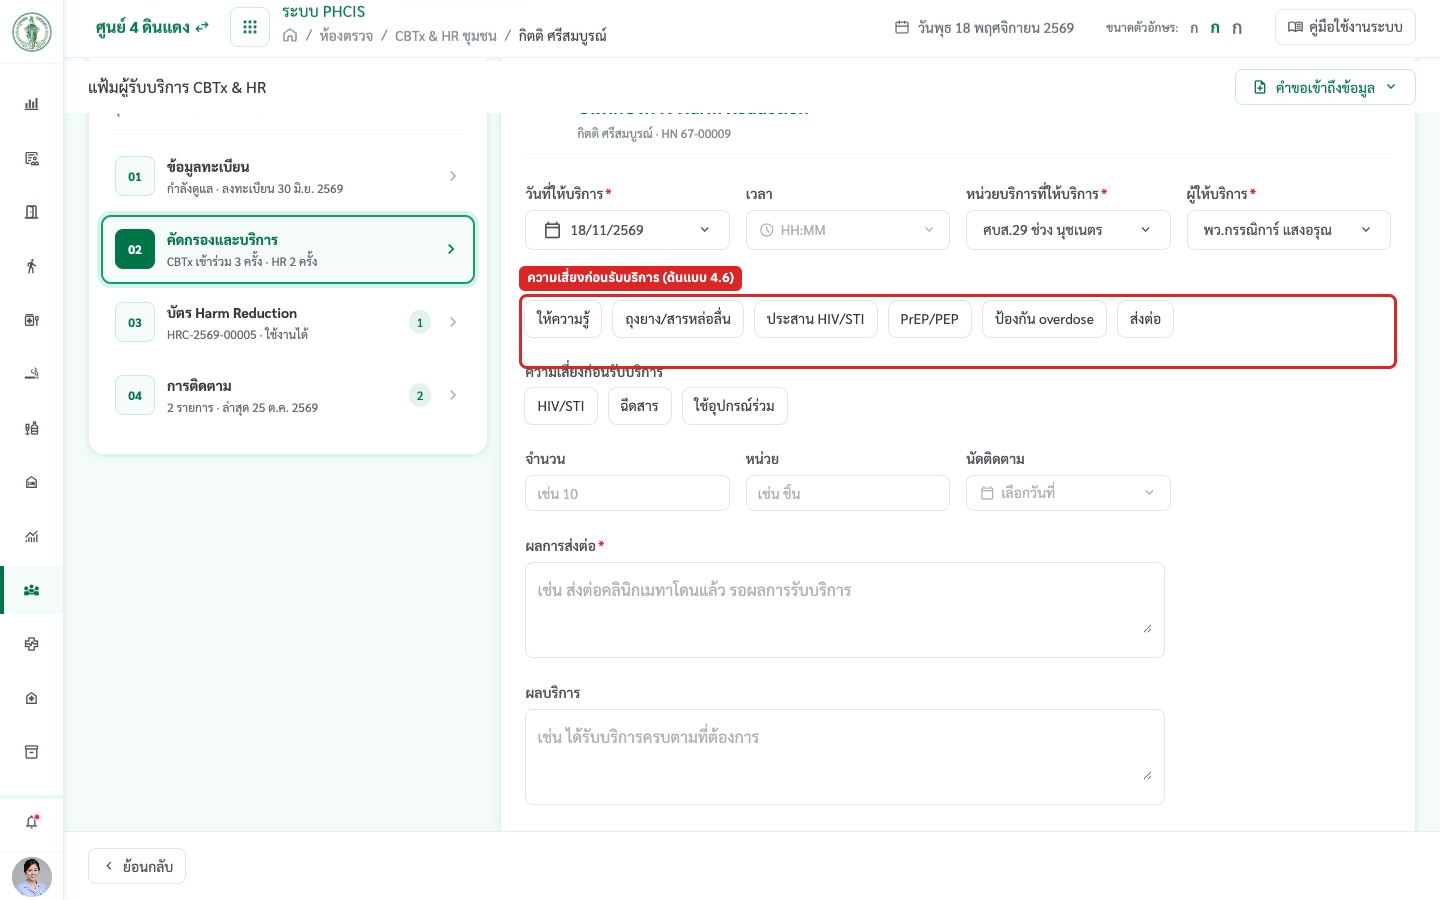 ศูนย์ 4 ดินแดง
ระบบ PHCIS
/ ห้องตรวจ / CBTx & HR ชุมชน / กิตติ ศรีสมบูรณ์
วันพุธ 18 พฤศจิกายน 2569
ขนาดตัวอักษร: ก ก ก
คู่มือใช้งานระบบ
แฟ้มผู้รับบริการ CBTx & HR
คำขอเข้าถึงข้อมูล
01
ข้อมูลทะเบียน
กำลังดูแล · ลงทะเบียน 30 มิ.ย. 2569
02
คัดกรองและบริการ
CBTx เข้าร่วม 3 ครั้ง · HR 2 ครั้ง
03
บัตร Harm Reduction
HRC-2569-00005 · ใช้งานได้
1
04
การติดตาม
2 รายการ · ล่าสุด 25 ต.ค. 2569
2
กิตติ ศรีสมบูรณ์ · HN 67-00009
วันที่ให้บริการ*
เวลา
หน่วยบริการที่ให้บริการ*
ผู้ให้บริการ*
18/11/2569
HH:MM
ศบส.29 ช่วง นุชเนตร
พว.กรรณิการ์ แสงอรุณ
ความเสี่ยงก่อนรับบริการ (ต้นแบบ 4.6)
ให้ความรู้
ถุงยาง/สารหล่อลื่น
ประสาน HIV/STI
PrEP/PEP
ป้องกัน overdose
ส่งต่อ
ความเสี่ยงก่อนรับบริการ
HIV/STI
ฉีดสาร
ใช้อุปกรณ์ร่วม
จำนวน
หน่วย
นัดติดตาม
เช่น 10
เช่น ชิ้น
เลือกวันที่
ผลการส่งต่อ*
เช่น ส่งต่อคลินิกเมทาโดนแล้ว รอผลการรับบริการ
ผลบริการ
เช่น ได้รับบริการครบตามที่ต้องการ
ย้อนกลับ